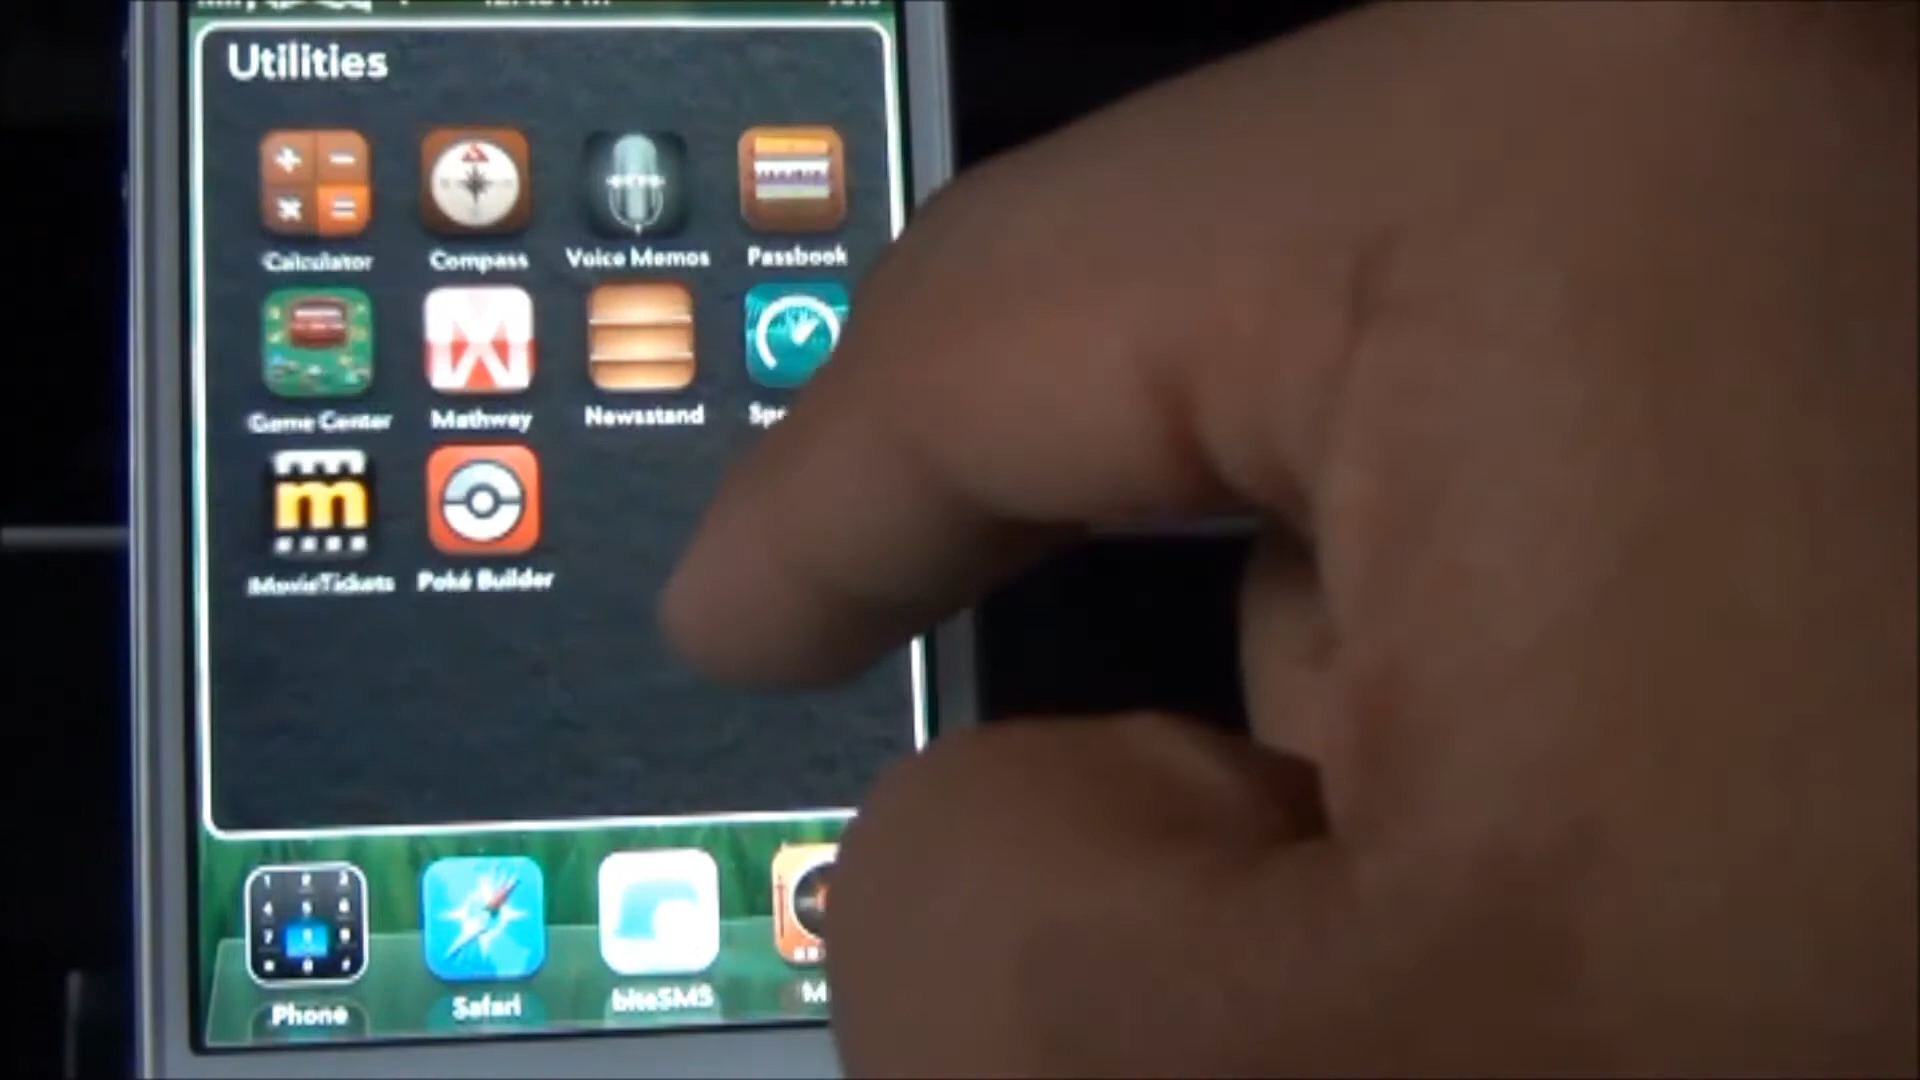 Utilities
Calculator Compass Voice Memos Passbook
Game Center Mathway Newsstand
m
MovieTickets Poké Builder
Phone Safari biteSMS